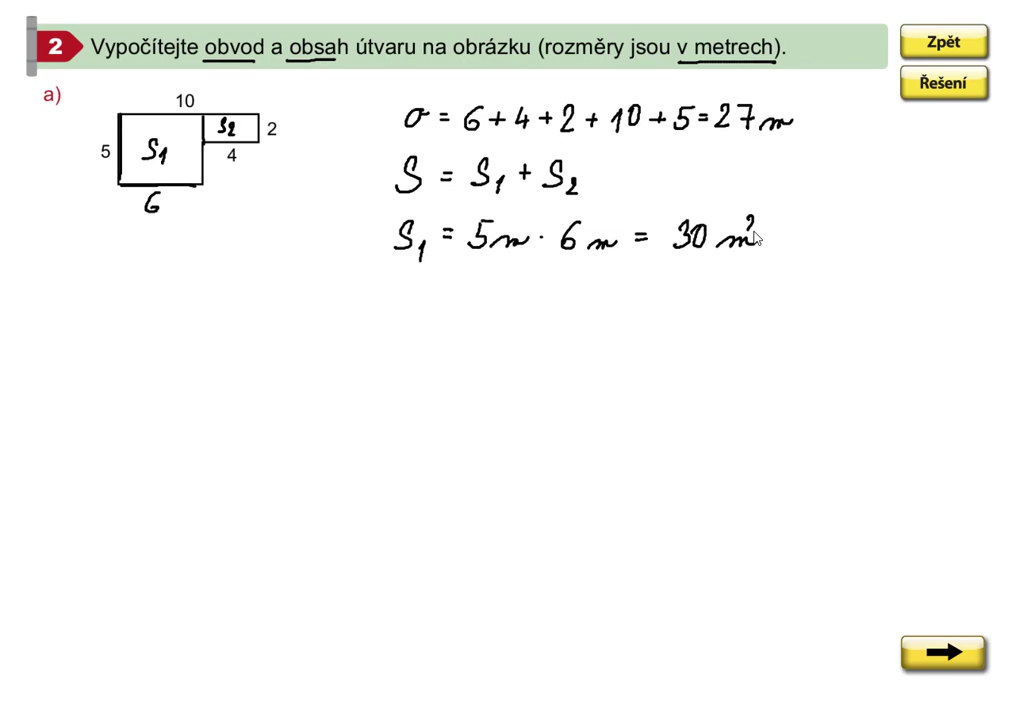 2 Vypočítejte obvod a obsah útvaru na obrázku (rozměry jsou v metrech).
Zpět
Řešení
a)
10
S2
2
5
S1
4
6
σ = 6 + 4 + 2 + 10 + 5 = 27 m
S = S1 + S2
S1 = 5m · 6 m = 30 m²